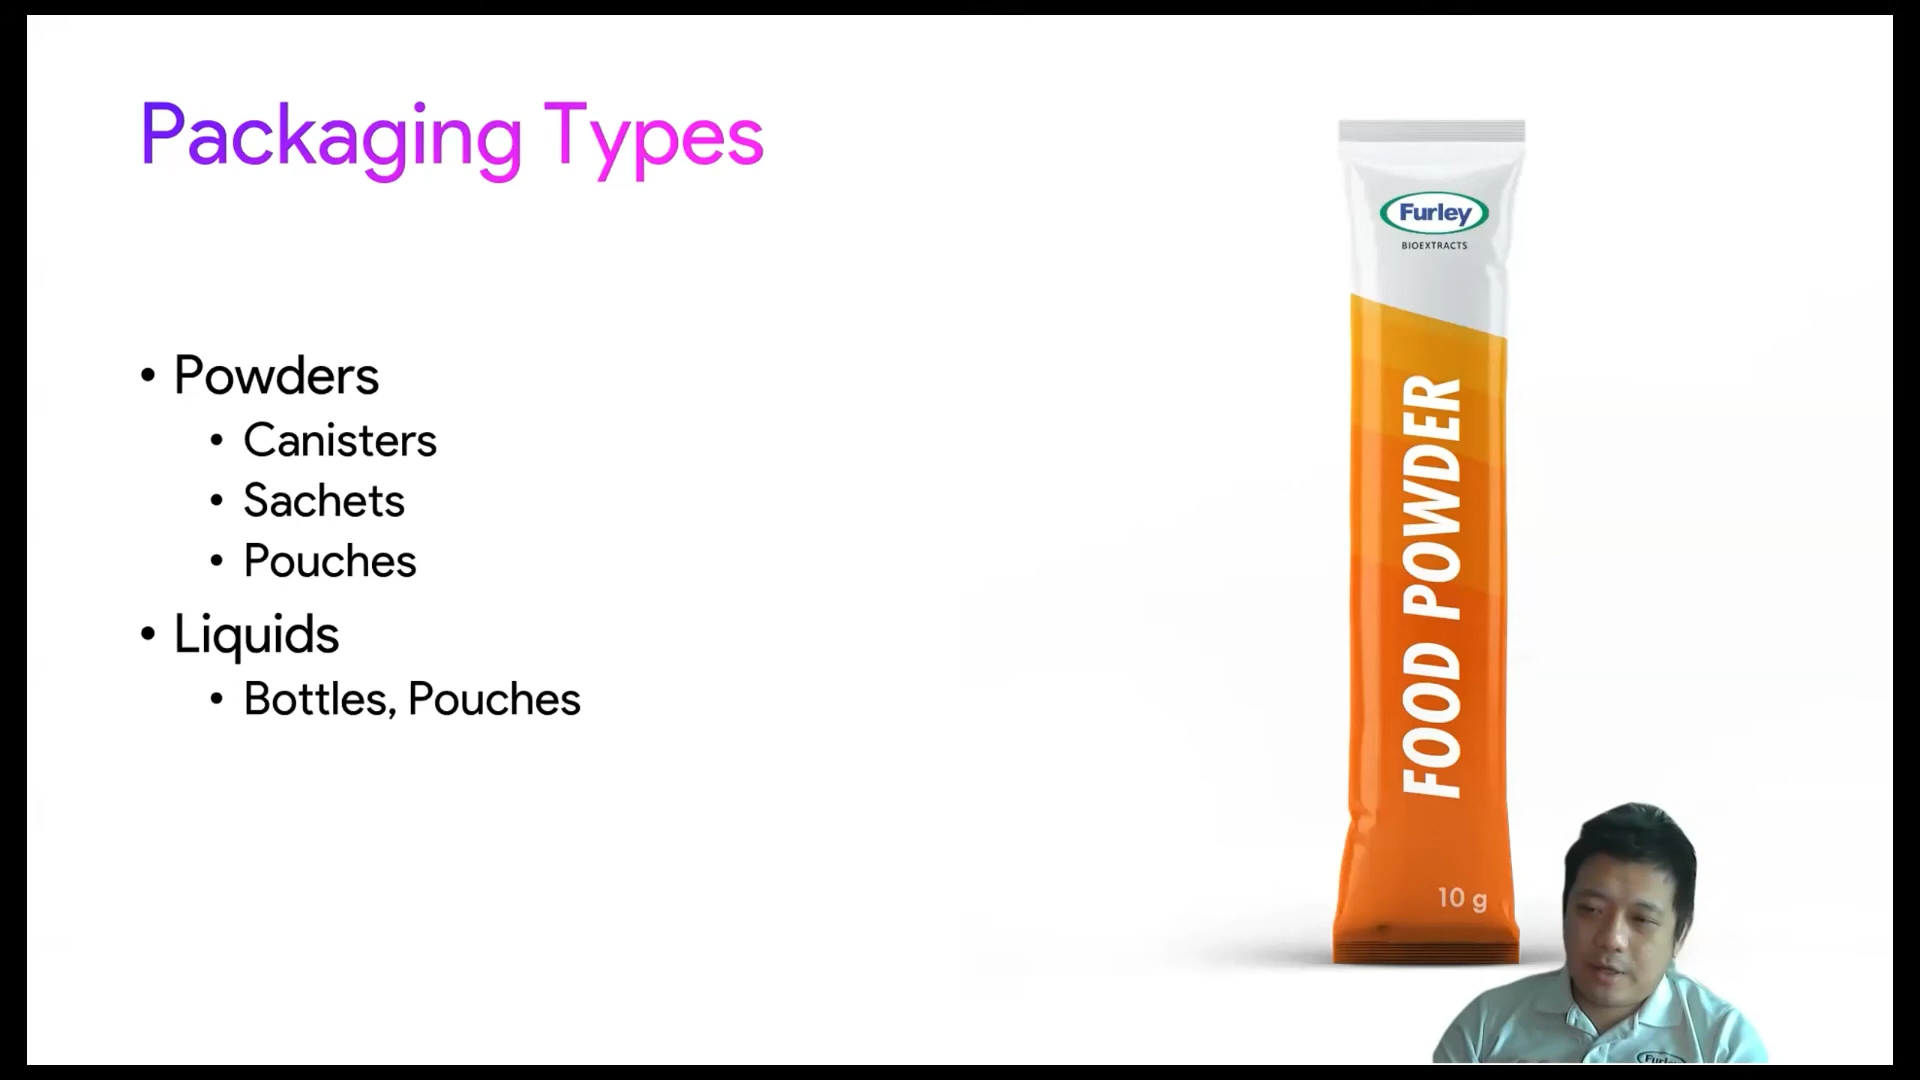 Packaging Types
• Powders
• Canisters
• Sachets
• Pouches
• Liquids
• Bottles, Pouches
Furley
BIOEXTRACTS
FOOD POWDER
10 g